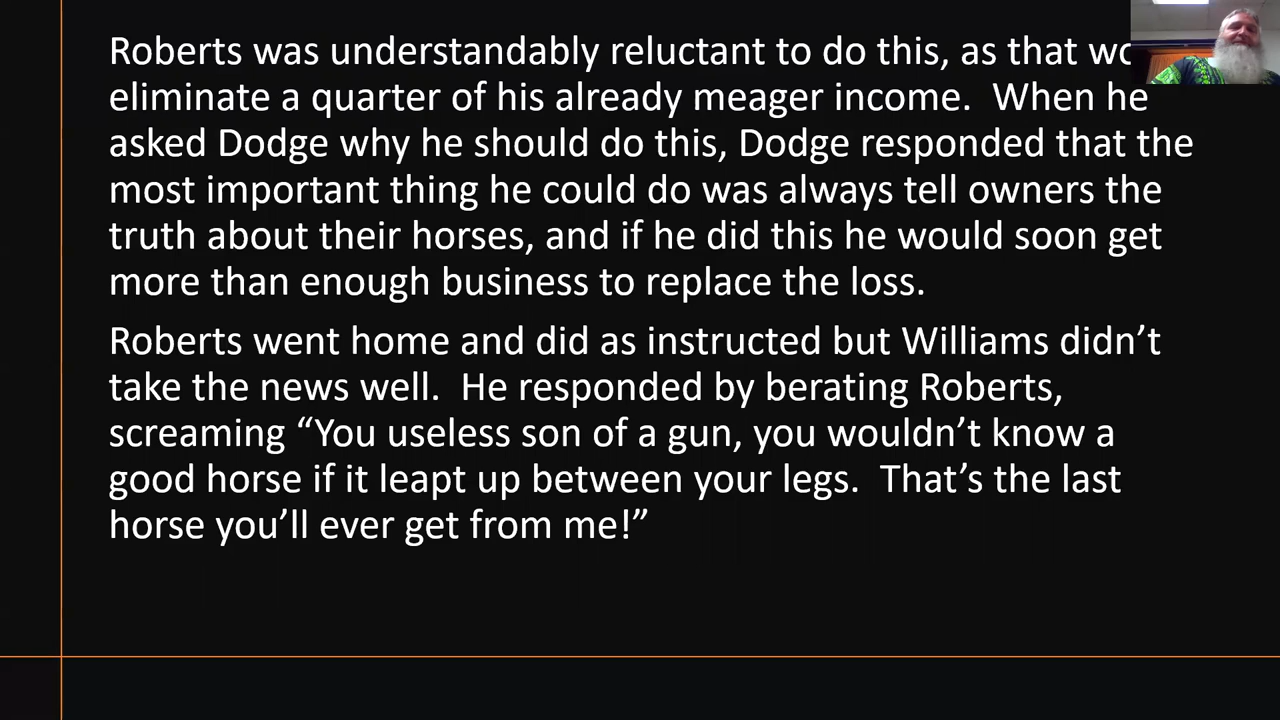 Roberts was understandably reluctant to do this, as that
eliminate a quarter of his already meager income.  When he
asked Dodge why he should do this, Dodge responded that the
most important thing he could do was always tell owners the
truth about their horses, and if he did this he would soon get
more than enough business to replace the loss.
Roberts went home and did as instructed but Williams didn’t
take the news well.  He responded by berating Roberts,
screaming “You useless son of a gun, you wouldn’t know a
good horse if it leapt up between your legs.  That’s the last
horse you’ll ever get from me!”